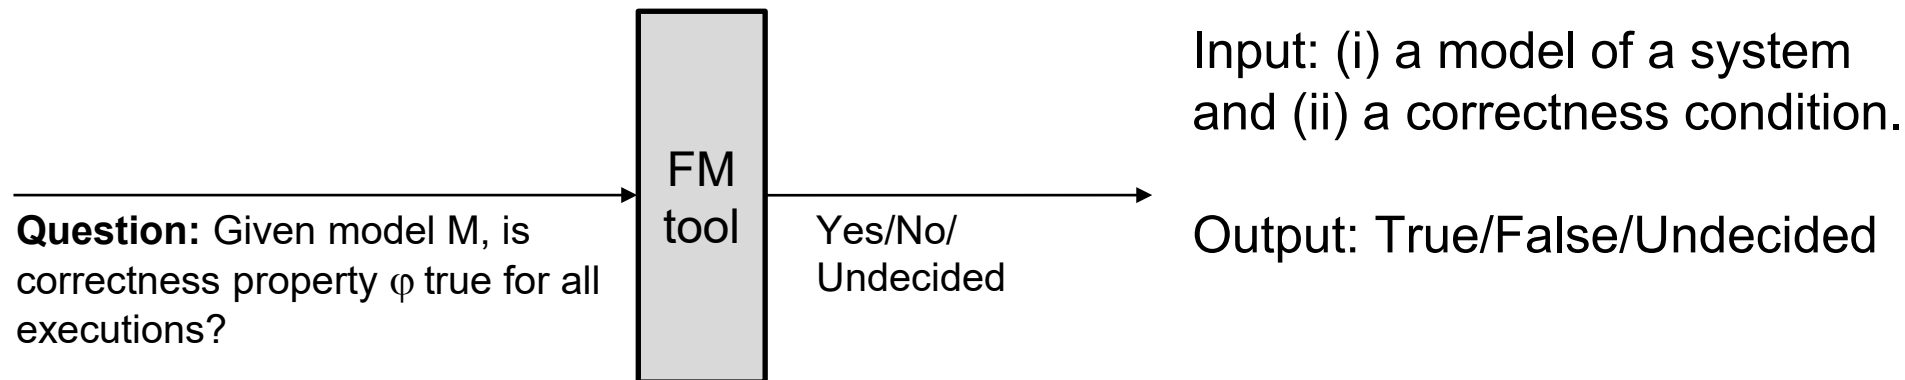 Question: Given model M, is
correctness property φ true for all
executions?
FM
tool
Yes/No/
Undecided
Input: (i) a model of a system
and (ii) a correctness condition.
Output: True/False/Undecided